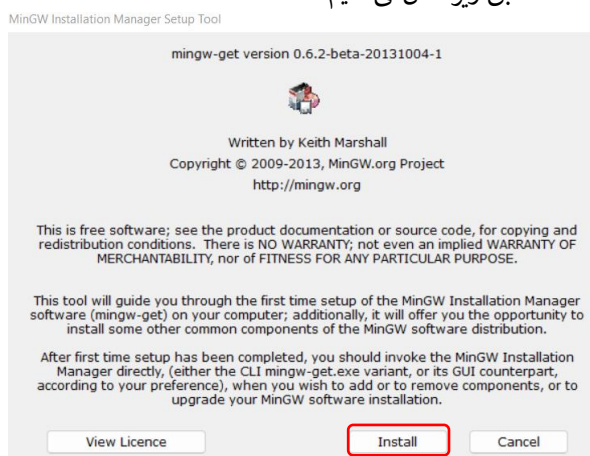 MinGW Installation Manager Setup Tool
mingw-get version 0.6.2-beta-20131004-1
Written by Keith Marshall
Copyright © 2009-2013, MinGW.org Project
http://mingw.org
This is free software; see the product documentation or source code, for copying and
redistribution conditions. There is NO WARRANTY; not even an implied WARRANTY OF
MERCHANTABILITY, nor of FITNESS FOR ANY PARTICULAR PURPOSE.
This tool will guide you through the first time setup of the MinGW Installation Manager
software (mingw-get) on your computer; additionally, it will offer you the opportunity to
install some other common components of the MinGW software distribution.
After first time setup has been completed, you should invoke the MinGW Installation
Manager directly, (either the CLI mingw-get.exe variant, or its GUI counterpart,
according to your preference), when you wish to add or to remove components, or to
upgrade your MinGW software installation.
View Licence Install Cancel